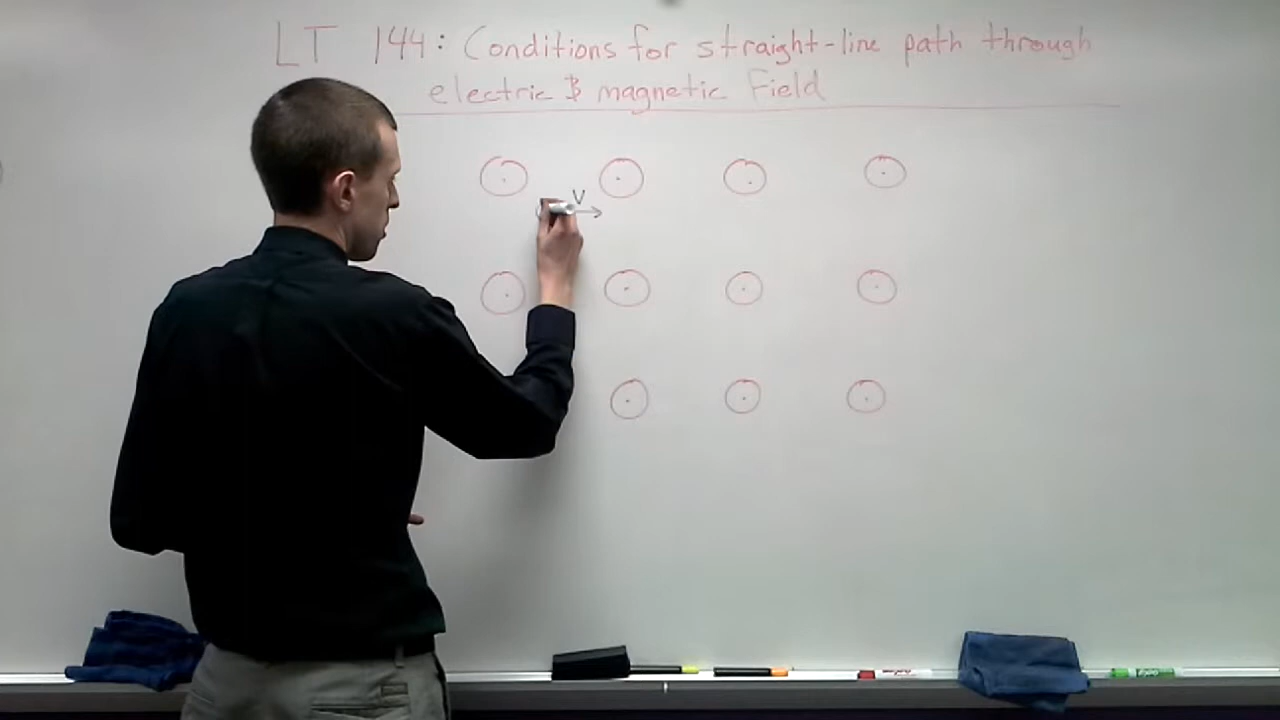 LT 144: Conditions for straight-line path through
electric & magnetic Field
V